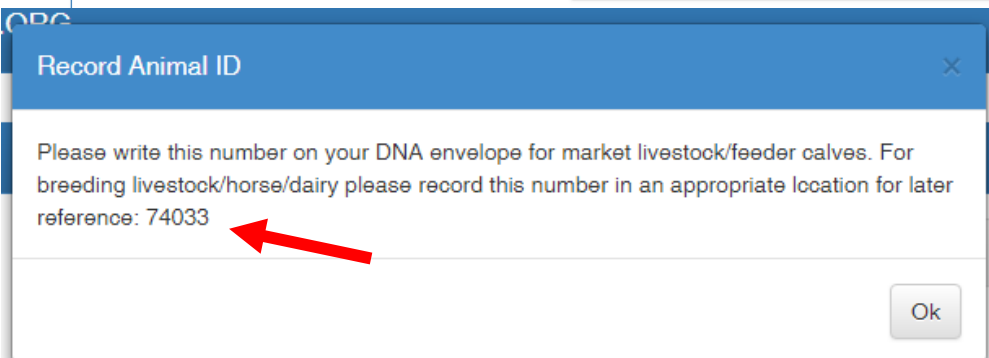 .ORG
Record Animal ID
×
Please write this number on your DNA envelope for market livestock/feeder calves. For
breeding livestock/horse/dairy please record this number in an appropriate location for later
reference: 74033
Ok